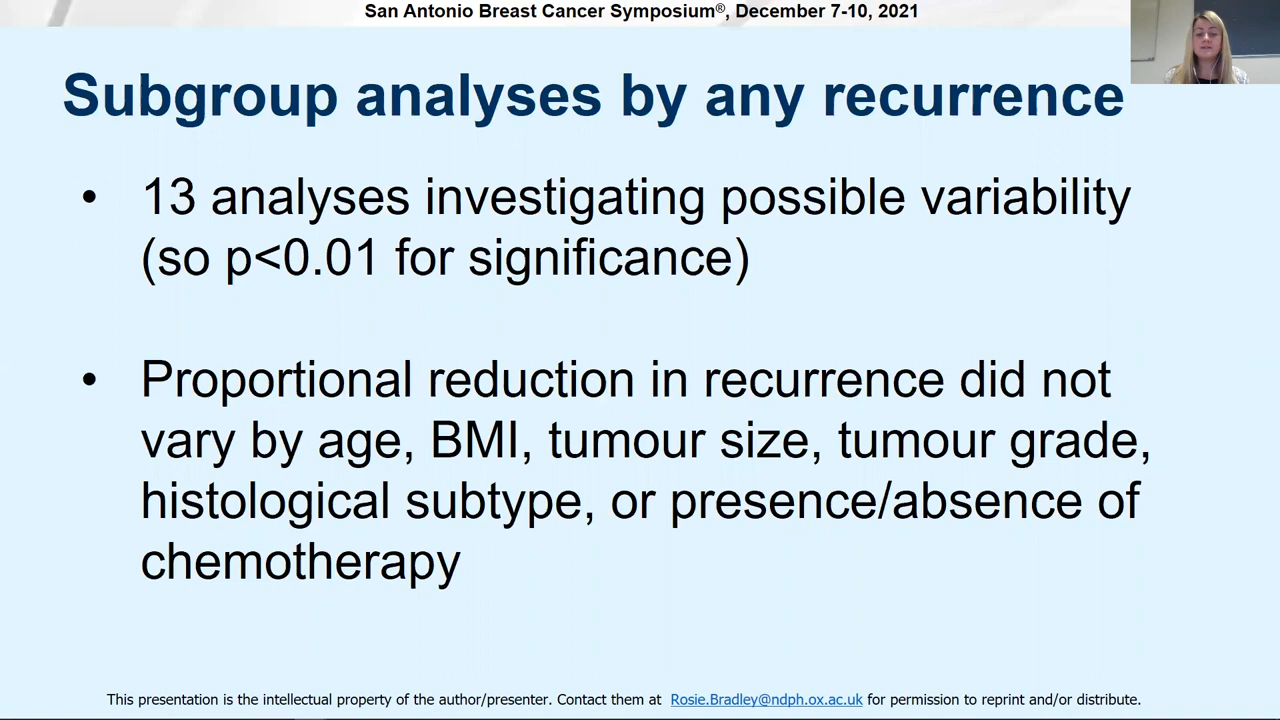 San Antonio Breast Cancer Symposium®, December 7-10, 2021
Subgroup analyses by any recurrence
• 13 analyses investigating possible variability
(so p<0.01 for significance)
• Proportional reduction in recurrence did not
vary by age, BMI, tumour size, tumour grade,
histological subtype, or presence/absence of
chemotherapy
This presentation is the intellectual property of the author/presenter. Contact them at Rosie.Bradley@ndph.ox.ac.uk for permission to reprint and/or distribute.